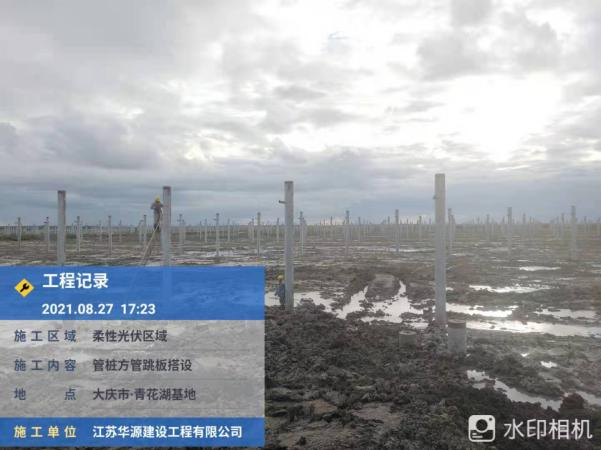 工程记录
2021.08.27 17:23
施工区域 柔性光伏区域
施工内容 管桩方管跳板搭设
地点 大庆市·青花湖基地
施工单位 江苏华源建设工程有限公司
水印相机